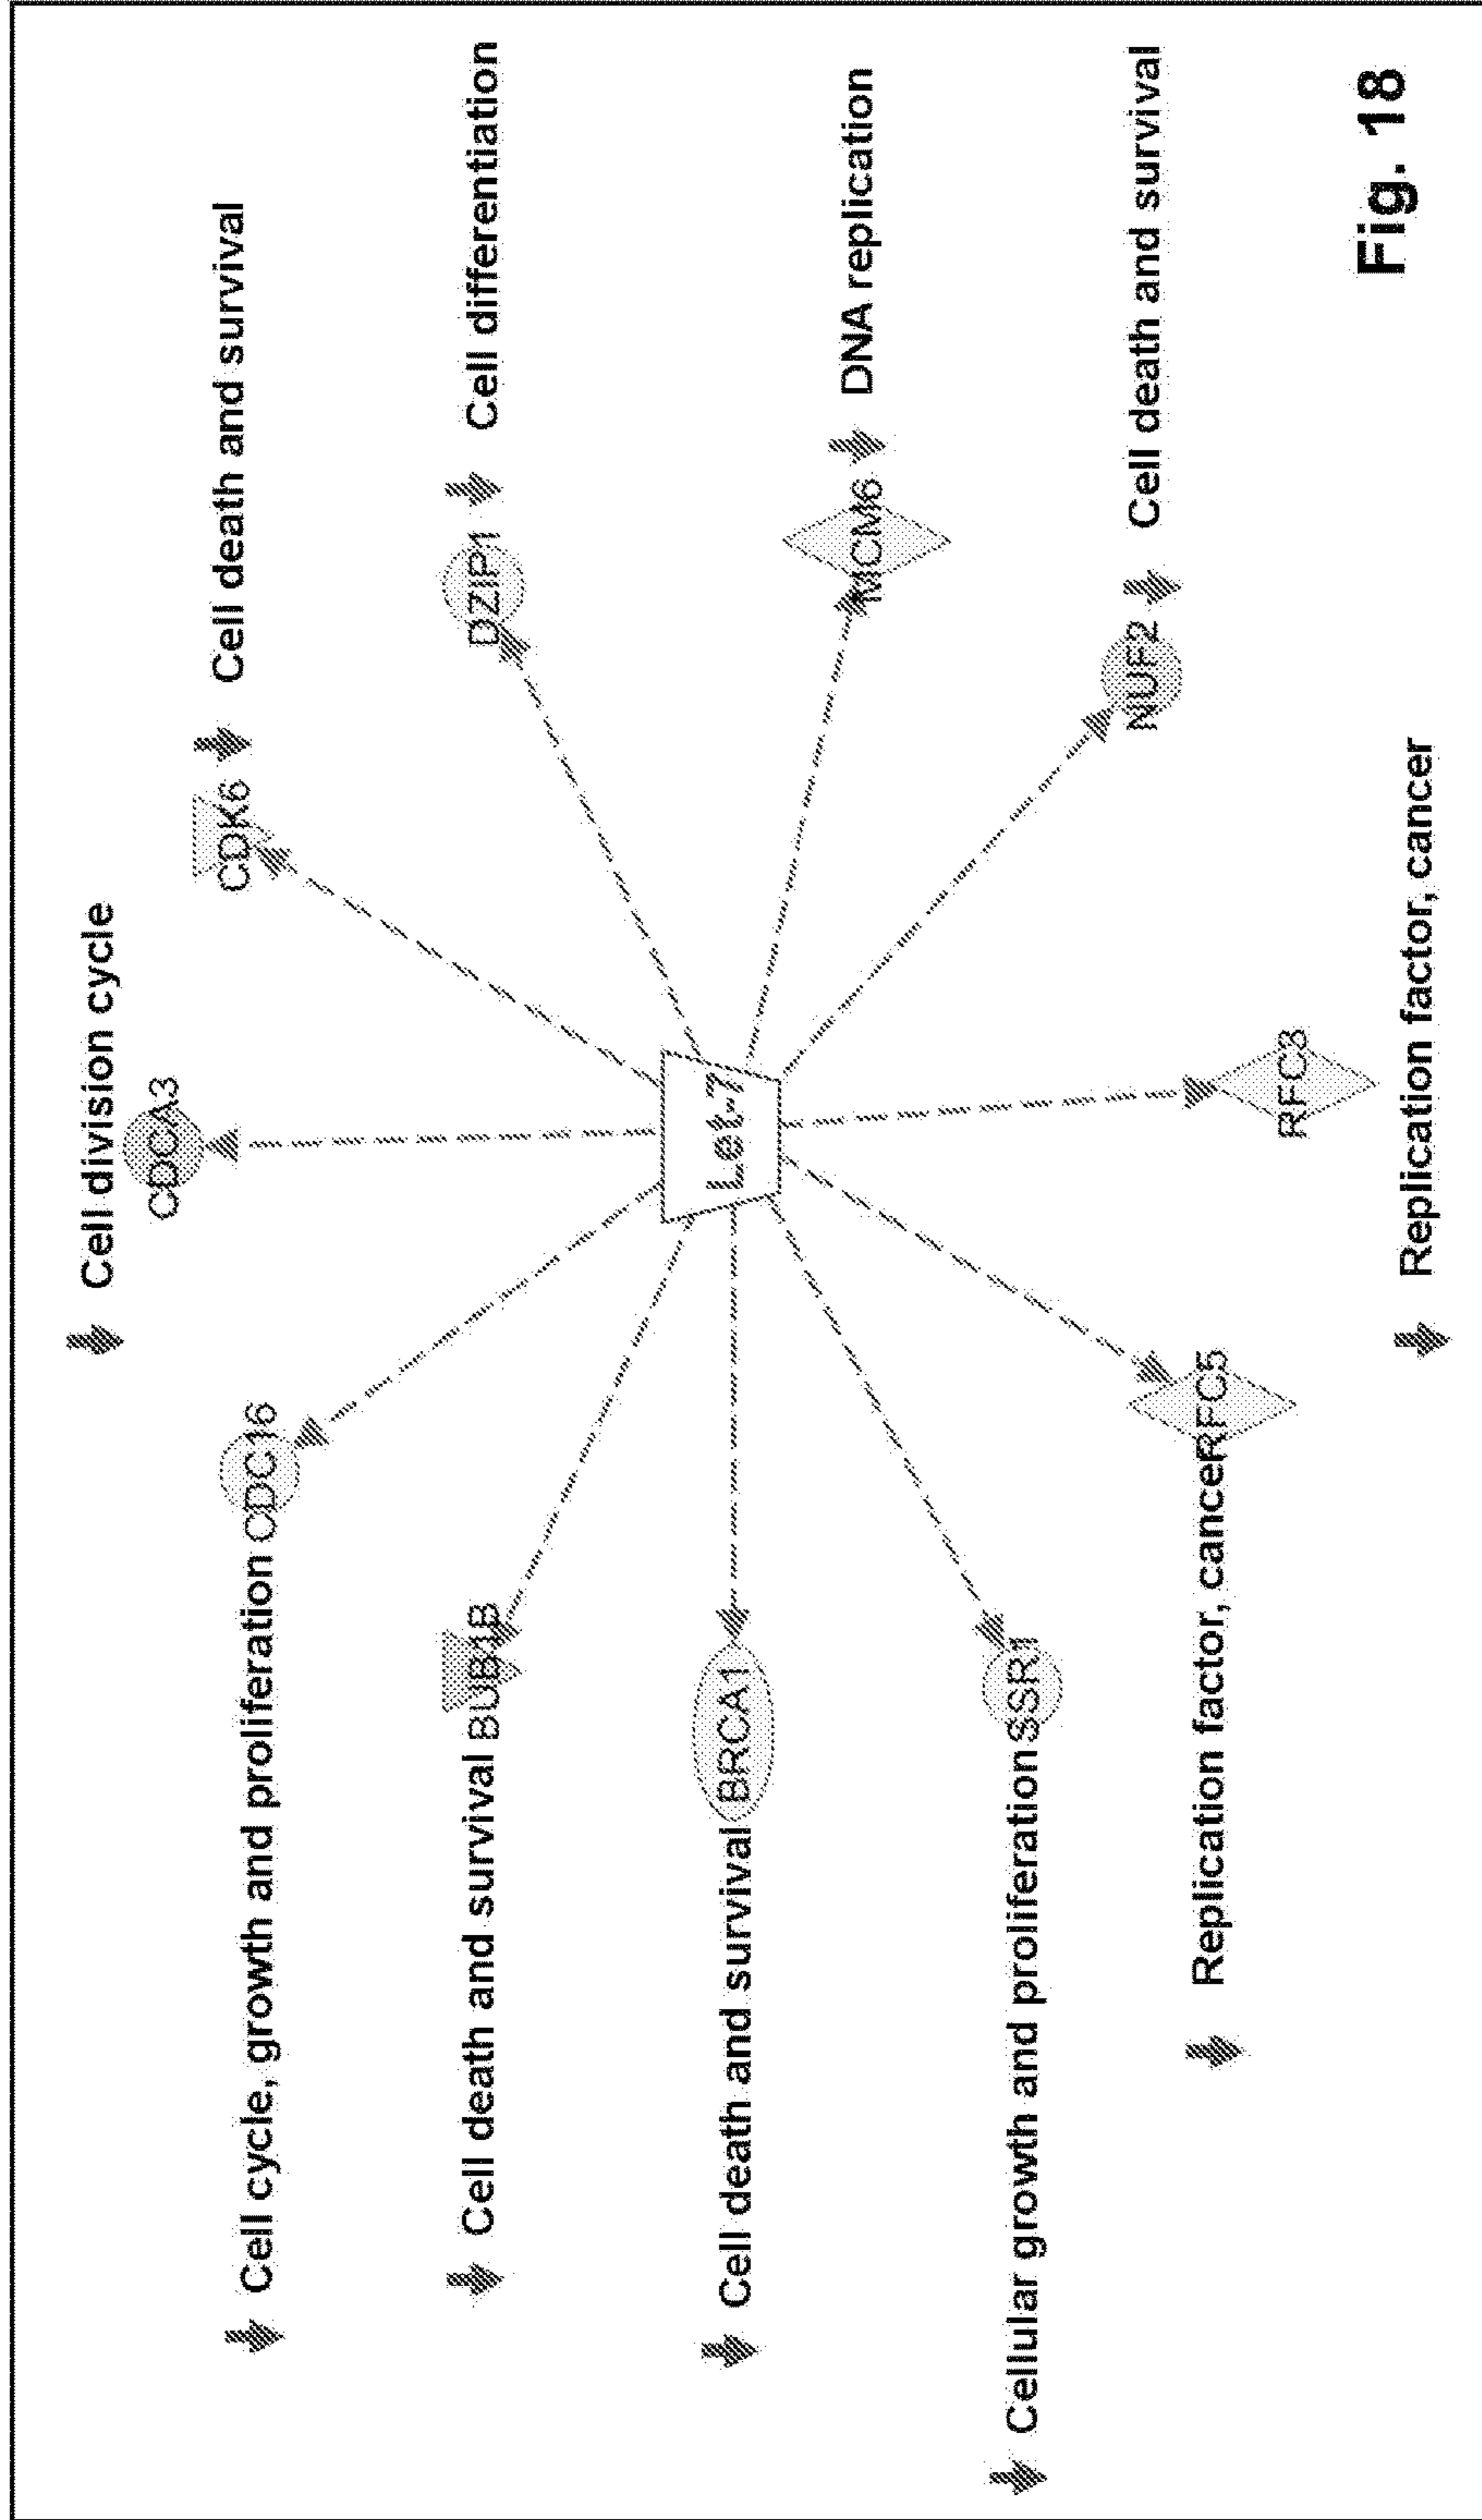 Cell division cycle
CDCA3
Cell cycle, growth and proliferation CDC16
CDK6 Cell death and survival
Cell death and survival BUB1B
DZIP1 Cell differentiation
Cell death and survival BRCA1
Let-7
MCM6 DNA replication
Cellular growth and proliferation SSR1
NUF2 Cell death and survival
Replication factor, cancer RFC5
RFC3
Replication factor, cancer
Fig. 18